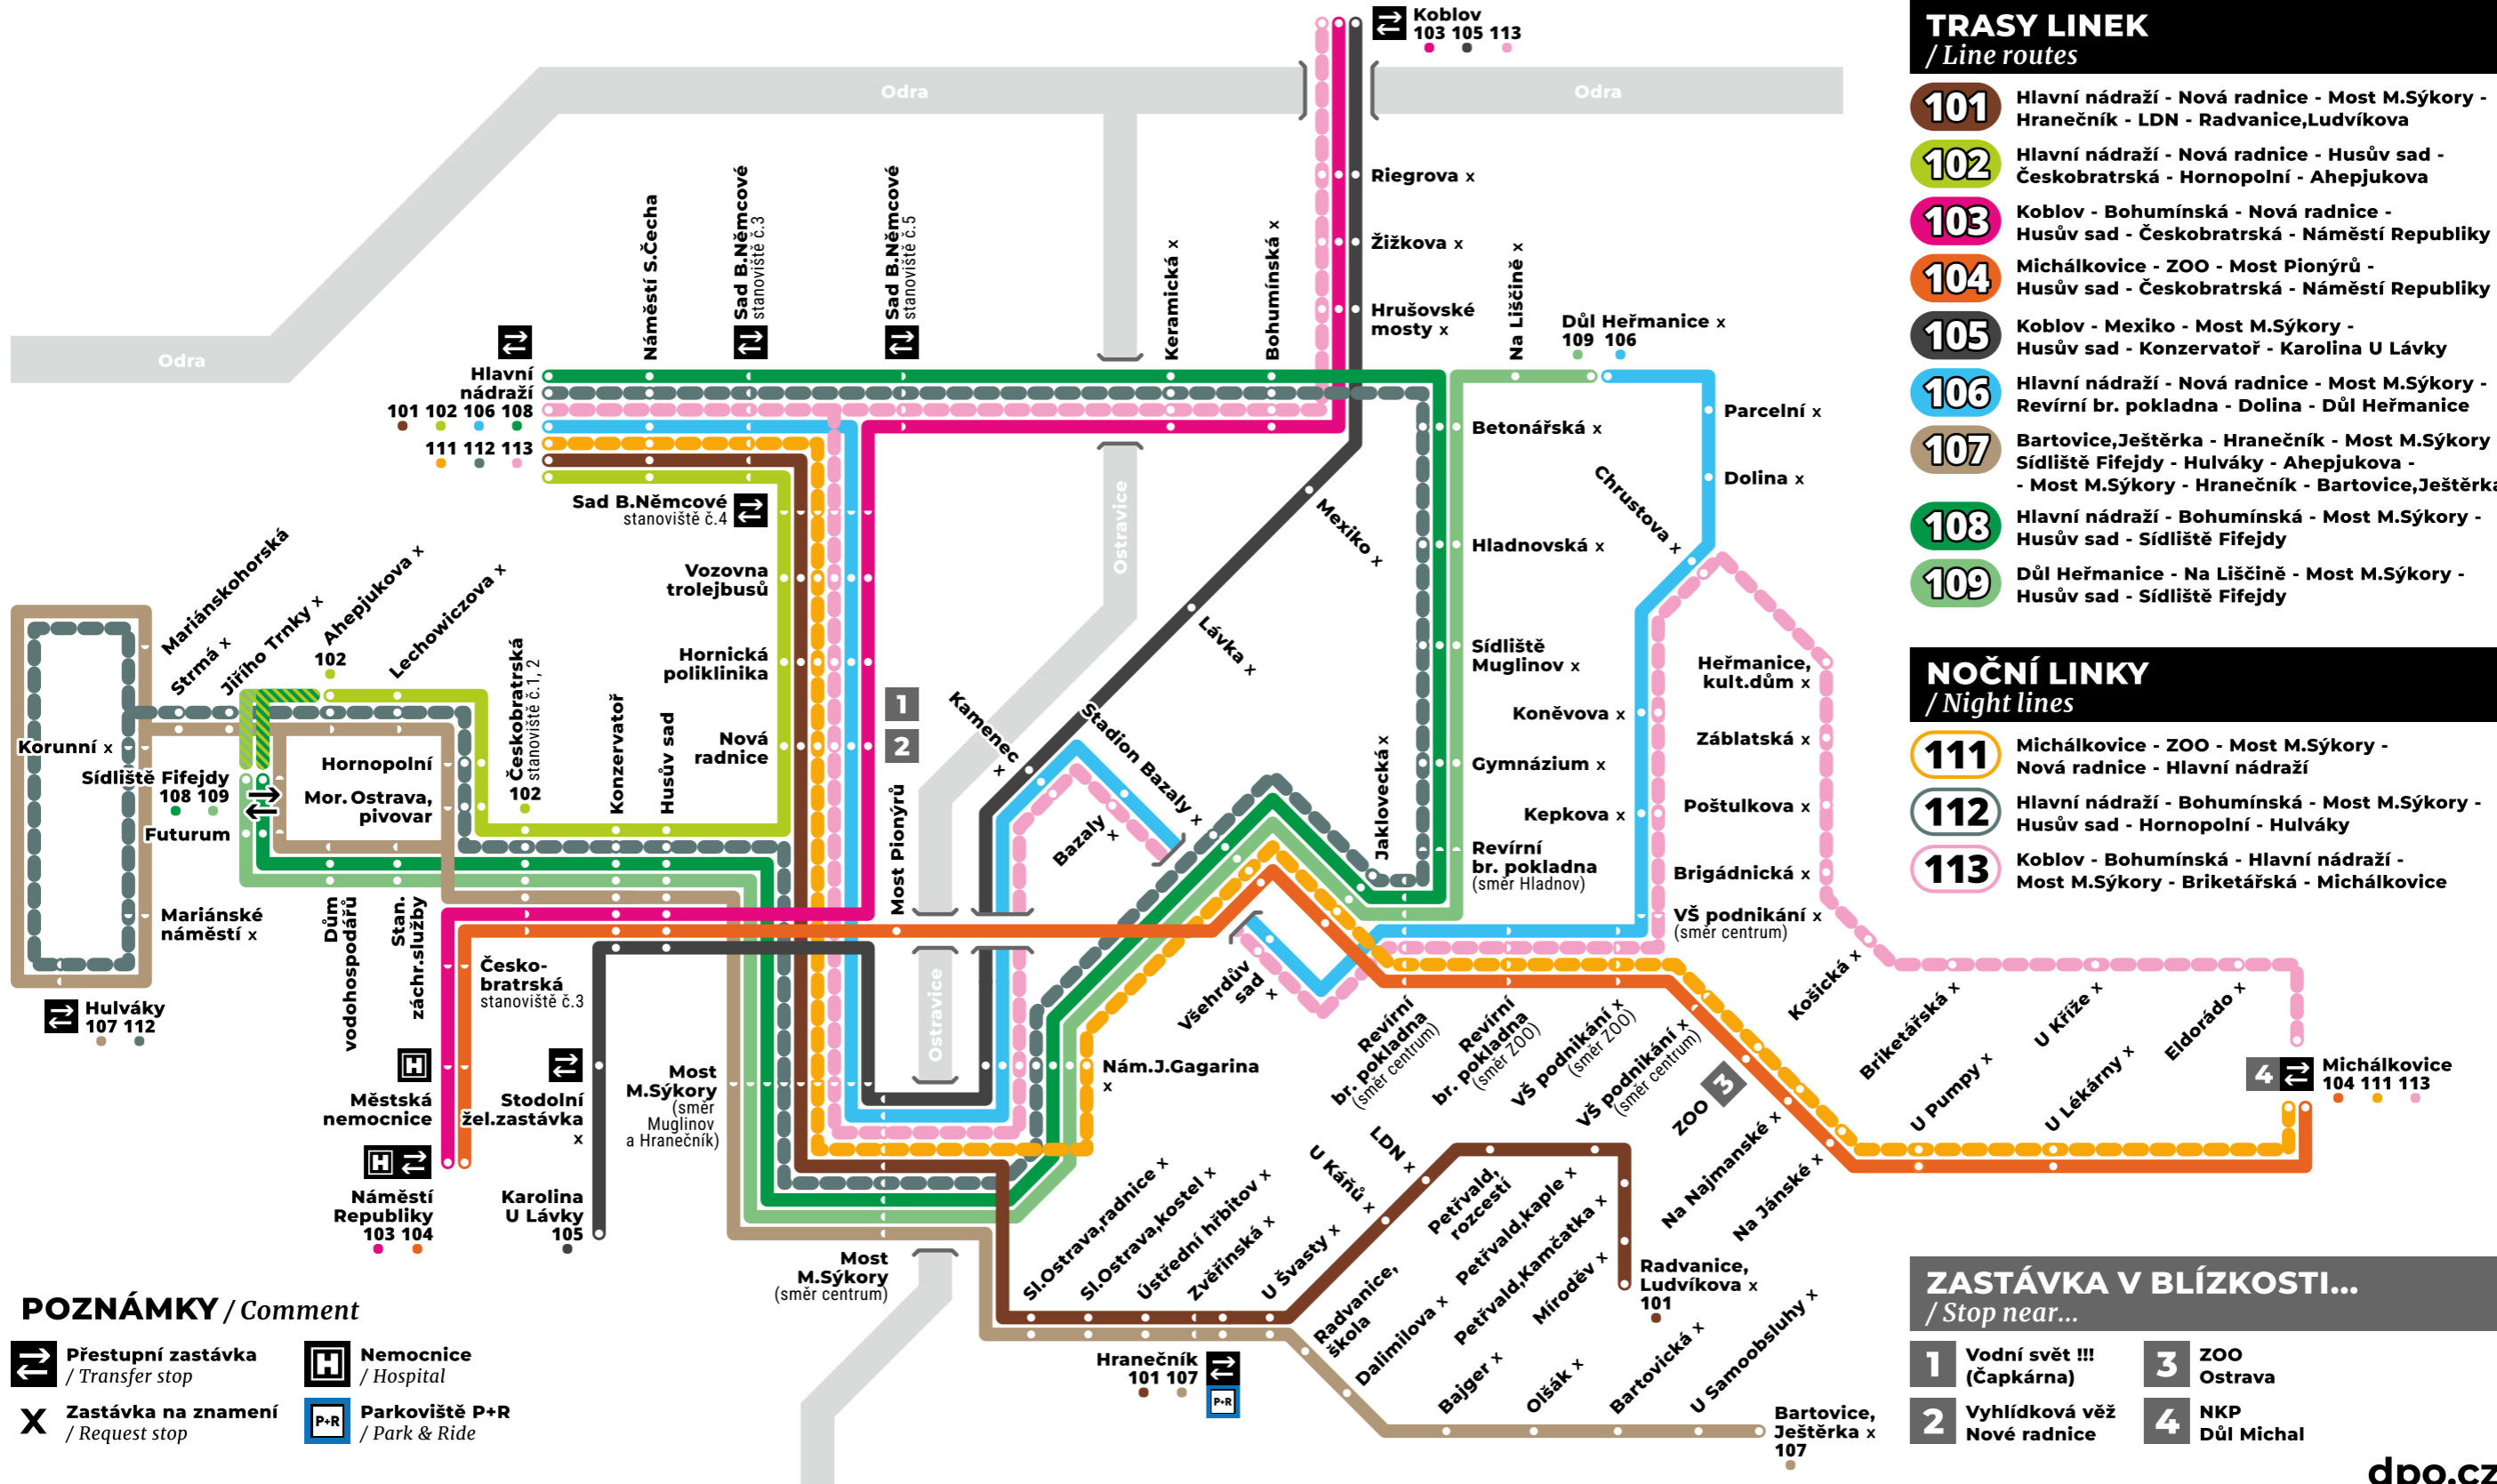 Koblov
103 105 113
Odra
Odra
Odra
Riegrova x
Žižkova x
Hrušovské
mosty x
Náměstí S.Čecha
Sad B.Němcové
stanoviště č.3
Sad B.Němcové
stanoviště č.5
Keramická x
Bohumínská x
Na Liščině x
Důl Heřmanice x
109 106
Hlavní
nádraží
101 102 106 108
111 112 113
Sad B.Němcové
stanoviště č.4
Vozovna
trolejbusů
Hornická
poliklinika
Nová
radnice
1
2
Ostravice
Mexiko x
Lávka x
Kamenec
x
Stadion Bazaly x
Bazaly
x
Betonářská x
Hladnovská x
Sídliště
Muglinov x
Jaklovecká x
Koněvova x
Gymnázium x
Kepkova x
Revírní
br. pokladna
(směr Hladnov)
Parcelní x
Dolina x
Chrustova x
Heřmanice,
kult.dům x
Záblatská x
Poštulkova x
Brigádnická x
VŠ podnikání x
(směr centrum)
Mariánskohorská
Strmá x
Jiřího Trnky x
Ahepjukova x
102
Lechowiczova x
Českobratrská
stanoviště č.1, 2
102
Konzervatoř
Husův sad
Korunní x
Sídliště Fifejdy
108 109
Futurum
Hornopolní
Mor. Ostrava,
pivovar
Mariánské
náměstí x
Hulváky
107 112
Dům
vodohospodářů
Stan.
záchr.služby
Česko-
bratrská
stanoviště č.3
Most Pionýrů
Ostravice
H
Městská
nemocnice
H
Náměstí
Republiky
103 104
Stodolní
žel.zastávka
x
Karolina
U Lávky
105
Most
M.Sýkory
(směr
Muglinov
a Hranečník)
Most
M.Sýkory
(směr centrum)
Nám.J.Gagarina
x
Všehrdův
sad x
Revírní
br. pokladna
(směr centrum)
Revírní
br. pokladna
(směr ZOO)
VŠ podnikání x
(směr ZOO)
VŠ podnikání x
(směr centrum)
ZOO 3
Na Najmanské x
Na Jánské x
Košická x
Briketářská x
U Kříže x
Eldorádo x
U Pumpy x
U Lékárny x
4
Michálkovice
104 111 113
Sl.Ostrava,radnice x
Sl.Ostrava,kostel x
Ústřední hřbitov x
Zvěřinská x
U Švasty x
U Káňů x
LDN x
Petřvald,
rozcestí
Petřvald,kaple x
Petřvald,Kamčatka x
Míroděv x
Radvanice,
Ludvíkova x
101
Hranečník
101 107
P+R
Radvanice,
škola
Dalimilova x
Bajger x
Olšák x
Bartovická x
U Samoobsluhy x
Bartovice,
Ještěrka x
107
POZNÁMKY / Comment
Přestupní zastávka
/ Transfer stop
X
Zastávka na znamení
/ Request stop
H
Nemocnice
/ Hospital
P+R
Parkoviště P+R
/ Park & Ride
TRASY LINEK
/ Line routes
101
Hlavní nádraží - Nová radnice - Most M.Sýkory -
Hranečník - LDN - Radvanice,Ludvíkova
102
Hlavní nádraží - Nová radnice - Husův sad -
Českobratrská - Hornopolní - Ahepjukova
103
Koblov - Bohumínská - Nová radnice -
Husův sad - Českobratrská - Náměstí Republiky
104
Michálkovice - ZOO - Most Pionýrů -
Husův sad - Českobratrská - Náměstí Republiky
105
Koblov - Mexiko - Most M.Sýkory -
Husův sad - Konzervatoř - Karolina U Lávky
106
Hlavní nádraží - Nová radnice - Most M.Sýkory -
Revírní br. pokladna - Dolina - Důl Heřmanice
107
Bartovice,Ještěrka - Hranečník - Most M.Sýkory
Sídliště Fifejdy - Hulváky - Ahepjukova -
- Most M.Sýkory - Hranečník - Bartovice,Ještěrka
108
Hlavní nádraží - Bohumínská - Most M.Sýkory -
Husův sad - Sídliště Fifejdy
109
Důl Heřmanice - Na Liščině - Most M.Sýkory -
Husův sad - Sídliště Fifejdy
NOČNÍ LINKY
/ Night lines
111
Michálkovice - ZOO - Most M.Sýkory -
Nová radnice - Hlavní nádraží
112
Hlavní nádraží - Bohumínská - Most M.Sýkory -
Husův sad - Hornopolní - Hulváky
113
Koblov - Bohumínská - Hlavní nádraží -
Most M.Sýkory - Briketářská - Michálkovice
ZASTÁVKA V BLÍZKOSTI...
/ Stop near...
1
Vodní svět !!!
(Čapkárna)
2
Vyhlídková věž
Nové radnice
3
ZOO
Ostrava
4
NKP
Důl Michal
dpo.cz